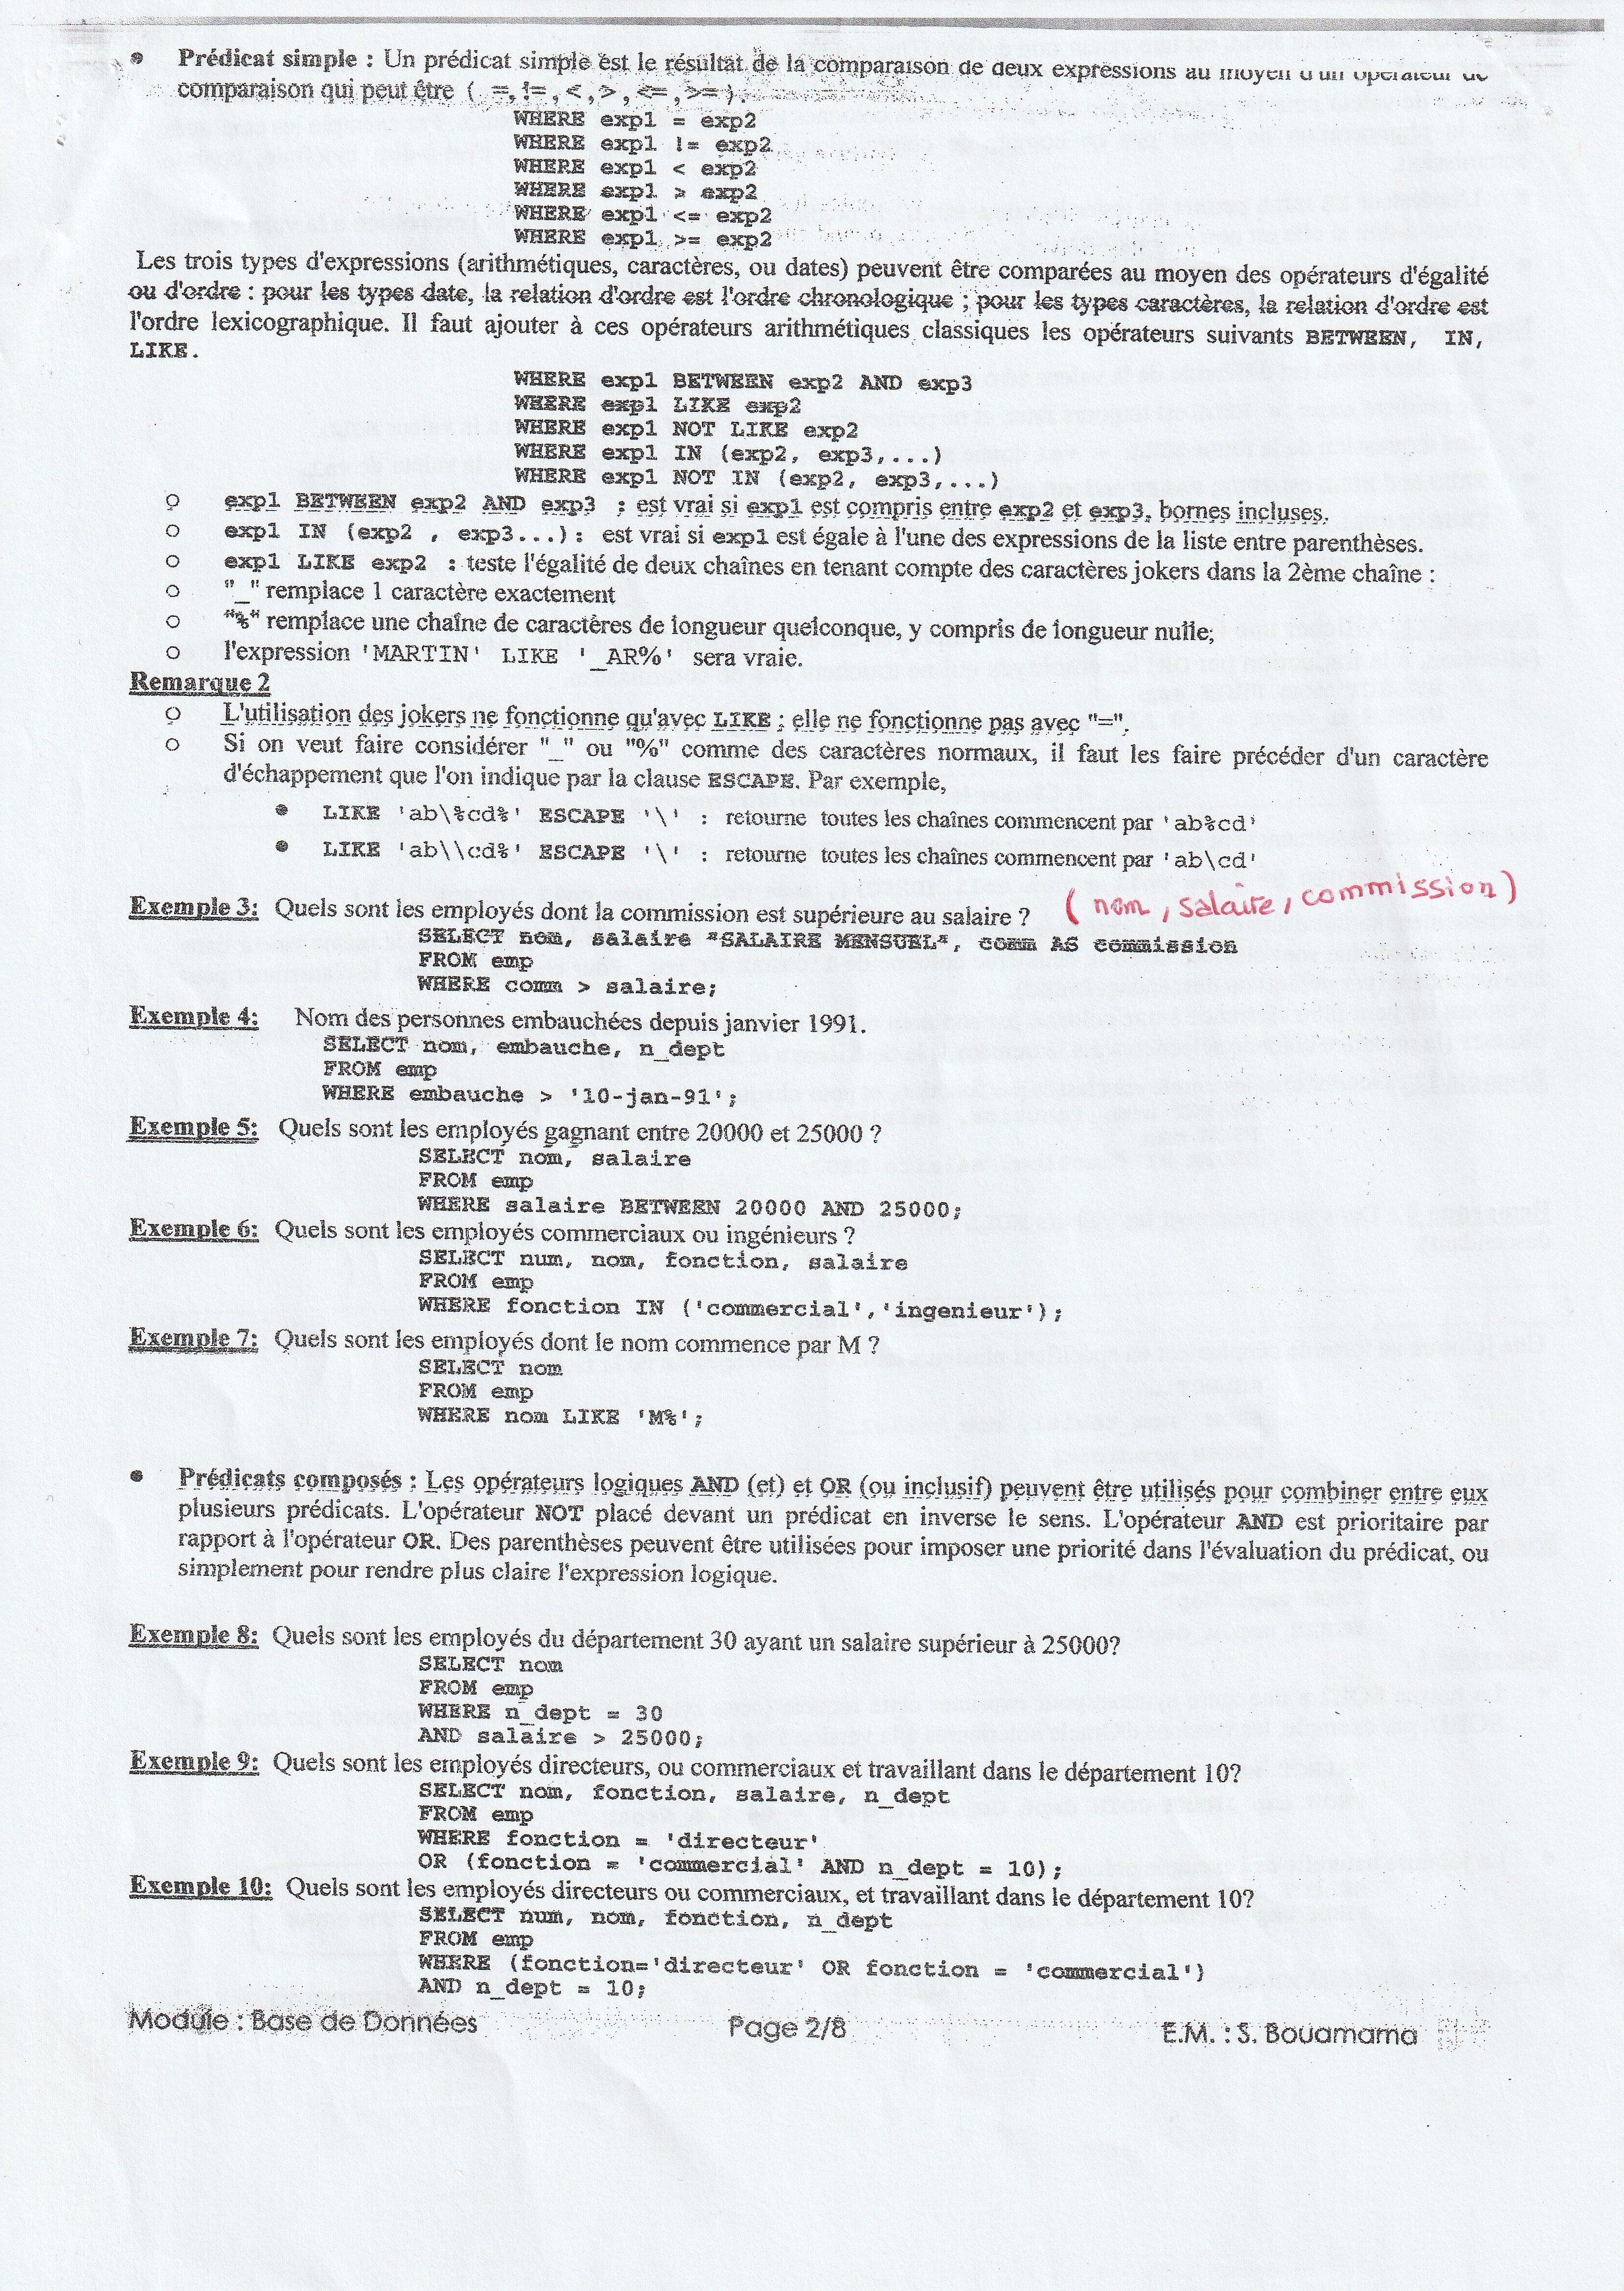 • Prédicat simple : Un prédicat simple est le résultat de la comparaison de deux expressions au moyen d'un opérateur de
comparaison qui peut être ( =,!=,<,>,<=,>= ).
WHERE exp1 = exp2
WHERE exp1 != exp2
WHERE exp1 < exp2
WHERE exp1 > exp2
WHERE exp1 <= exp2
WHERE exp1 >= exp2
Les trois types d'expressions (arithmétiques, caractères, ou dates) peuvent être comparées au moyen des opérateurs d'égalité
ou d'ordre : pour les types date, la relation d'ordre est l'ordre chronologique ; pour les types caractères, la relation d'ordre est
l'ordre lexicographique. Il faut ajouter à ces opérateurs arithmétiques classiques les opérateurs suivants BETWEEN, IN,
LIKE.
WHERE exp1 BETWEEN exp2 AND exp3
WHERE exp1 LIKE exp2
WHERE exp1 NOT LIKE exp2
WHERE exp1 IN (exp2, exp3,...)
WHERE exp1 NOT IN (exp2, exp3,...)
o exp1 BETWEEN exp2 AND exp3 : est vrai si exp1 est compris entre exp2 et exp3, bornes incluses.
o exp1 IN (exp2 , exp3...): est vrai si exp1 est égale à l'une des expressions de la liste entre parenthèses.
o exp1 LIKE exp2 : teste l'égalité de deux chaînes en tenant compte des caractères jokers dans la 2ème chaîne :
o "_" remplace 1 caractère exactement
o "%" remplace une chaîne de caractères de longueur quelconque, y compris de longueur nulle;
o l'expression 'MARTIN' LIKE '_AR%' sera vraie.
Remarque 2
o L'utilisation des jokers ne fonctionne qu'avec LIKE ; elle ne fonctionne pas avec "=".
o Si on veut faire considérer "_" ou "%" comme des caractères normaux, il faut les faire précéder d'un caractère
d'échappement que l'on indique par la clause ESCAPE. Par exemple,
• LIKE 'ab\%cd%' ESCAPE '\' : retourne toutes les chaînes commencent par 'ab%cd'
• LIKE 'ab\\cd%' ESCAPE '\' : retourne toutes les chaînes commencent par 'ab\cd'
Exemple 3: Quels sont les employés dont la commission est supérieure au salaire ? (nom, salaire, commission)
SELECT nom, salaire "SALAIRE MENSUEL", comm AS commission
FROM emp
WHERE comm > salaire;
Exemple 4: Nom des personnes embauchées depuis janvier 1991.
SELECT nom, embauche, n_dept
FROM emp
WHERE embauche > '10-jan-91';
Exemple 5: Quels sont les employés gagnant entre 20000 et 25000 ?
SELECT nom, salaire
FROM emp
WHERE salaire BETWEEN 20000 AND 25000;
Exemple 6: Quels sont les employés commerciaux ou ingénieurs ?
SELECT num, nom, fonction, salaire
FROM emp
WHERE fonction IN ('commercial','ingenieur');
Exemple 7: Quels sont les employés dont le nom commence par M ?
SELECT nom
FROM emp
WHERE nom LIKE 'M%';
• Prédicats composés : Les opérateurs logiques AND (et) et OR (ou inclusif) peuvent être utilisés pour combiner entre eux
plusieurs prédicats. L'opérateur NOT placé devant un prédicat en inverse le sens. L'opérateur AND est prioritaire par
rapport à l'opérateur OR. Des parenthèses peuvent être utilisées pour imposer une priorité dans l'évaluation du prédicat, ou
simplement pour rendre plus claire l'expression logique.
Exemple 8: Quels sont les employés du département 30 ayant un salaire supérieur à 25000?
SELECT nom
FROM emp
WHERE n_dept = 30
AND salaire > 25000;
Exemple 9: Quels sont les employés directeurs, ou commerciaux et travaillant dans le département 10?
SELECT nom, fonction, salaire, n_dept
FROM emp
WHERE fonction = 'directeur'
OR (fonction = 'commercial' AND n_dept = 10);
Exemple 10: Quels sont les employés directeurs ou commerciaux, et travaillant dans le département 10?
SELECT num, nom, fonction, n_dept
FROM emp
WHERE (fonction='directeur' OR fonction = 'commercial')
AND n_dept = 10;
Module : Base de Données Page 2/8 E.M. : S. Bouamama